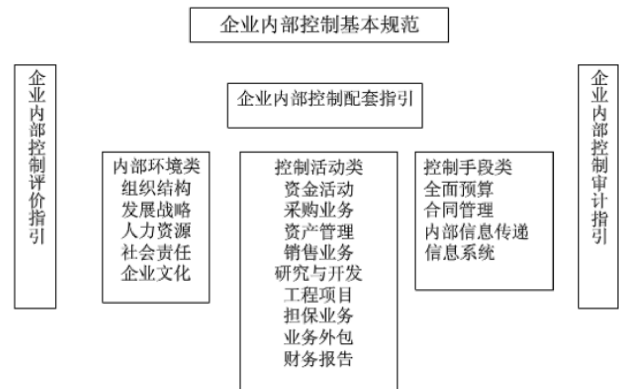 企业内部控制基本规范
企业内部控制评价指引
企业内部控制配套指引
企业内部控制审计指引
内部环境类
组织结构
发展战略
人力资源
社会责任
企业文化
控制活动类
资金活动
采购业务
资产管理
销售业务
研究与开发
工程项目
担保业务
业务外包
财务报告
控制手段类
全面预算
合同管理
内部信息传递
信息系统